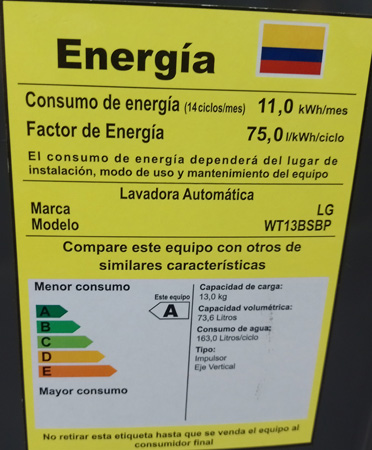 Energía
Consumo de energía (14ciclos/mes) 11,0 kWh/mes
Factor de Energía 75,0 l/kWh/ciclo
El consumo de energía dependerá del lugar de
instalación, modo de uso y mantenimiento del equipo
Lavadora Automática
Marca LG
Modelo WT13BSBP
Compare este equipo con otros de
similares características
Menor consumo
Este equipo
A
A
B
C
D
E
Mayor consumo
Capacidad de carga:
13,0 kg
Capacidad volumétrica:
73,6 Litros
Consumo de agua:
163,0 Litros/ciclo
Tipo:
Impulsor
Eje Vertical
No retirar esta etiqueta hasta que se venda el equipo al
consumidor final